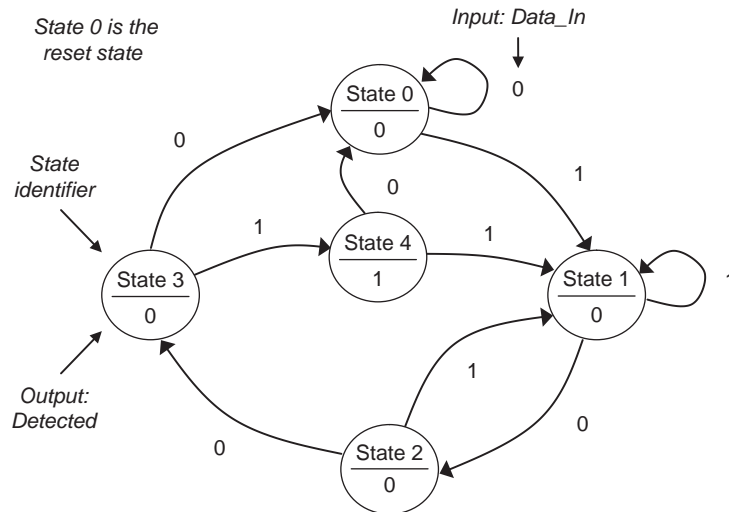 State 0 is the
reset state
Input: Data_In
0
State 0
0
0
State
identifier
1
0
1
1
State 4
1
State 3
0
State 1
0
1
Output:
Detected
1
0
0
State 2
0